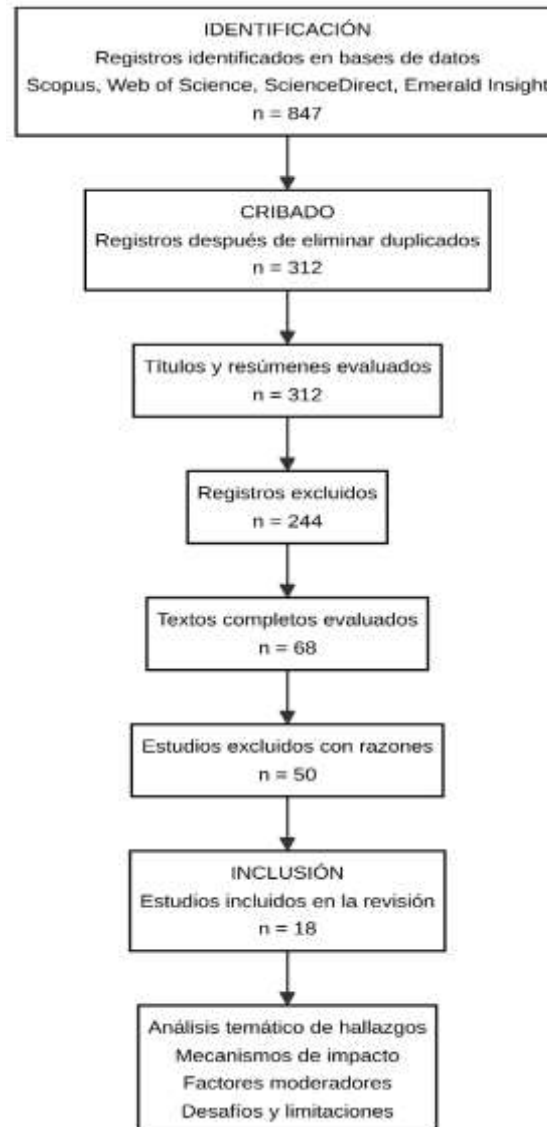 IDENTIFICACIÓN
Registros identificados en bases de datos
Scopus, Web of Science, ScienceDirect, Emerald Insight
n = 847
CRIBADO
Registros después de eliminar duplicados
n = 312
Títulos y resúmenes evaluados
n = 312
Registros excluidos
n = 244
Textos completos evaluados
n = 68
Estudios excluidos con razones
n = 50
INCLUSIÓN
Estudios incluidos en la revisión
n = 18
Análisis temático de hallazgos
Mecanismos de impacto
Factores moderadores
Desafíos y limitaciones